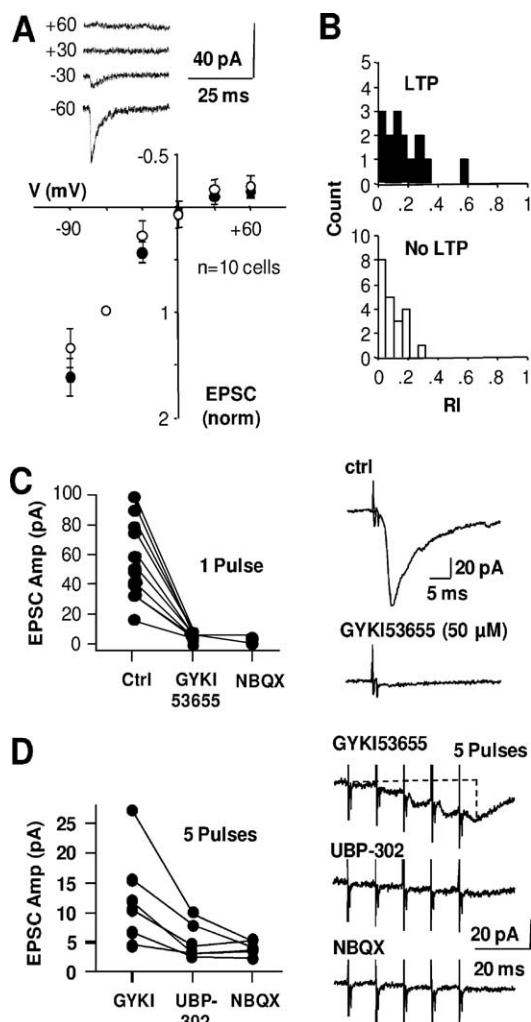 A
+60
+30
-30
-60
40 pA
25 ms
-0.5
V (mV)
-90
+60
n=10 cells
1
EPSC
(norm)
2
B
5
4
3
2
1
0
LTP
0 .2 .4 .6 .8 1
Count
No LTP
10
8
6
4
2
0
0 .2 .4 .6 .8 1
RI
C
EPSC Amp (pA)
100
80
60
40
20
0
1 Pulse
Ctrl GYKI NBQX
53655
ctrl
20 pA
5 ms
GYKI53655 (50 µM)
D
EPSC Amp (pA)
25
20
15
10
5
0
5 Pulses
GYKI UBP- NBQX
302
GYKI53655
5 Pulses
UBP-302
20 pA
20 ms
NBQX